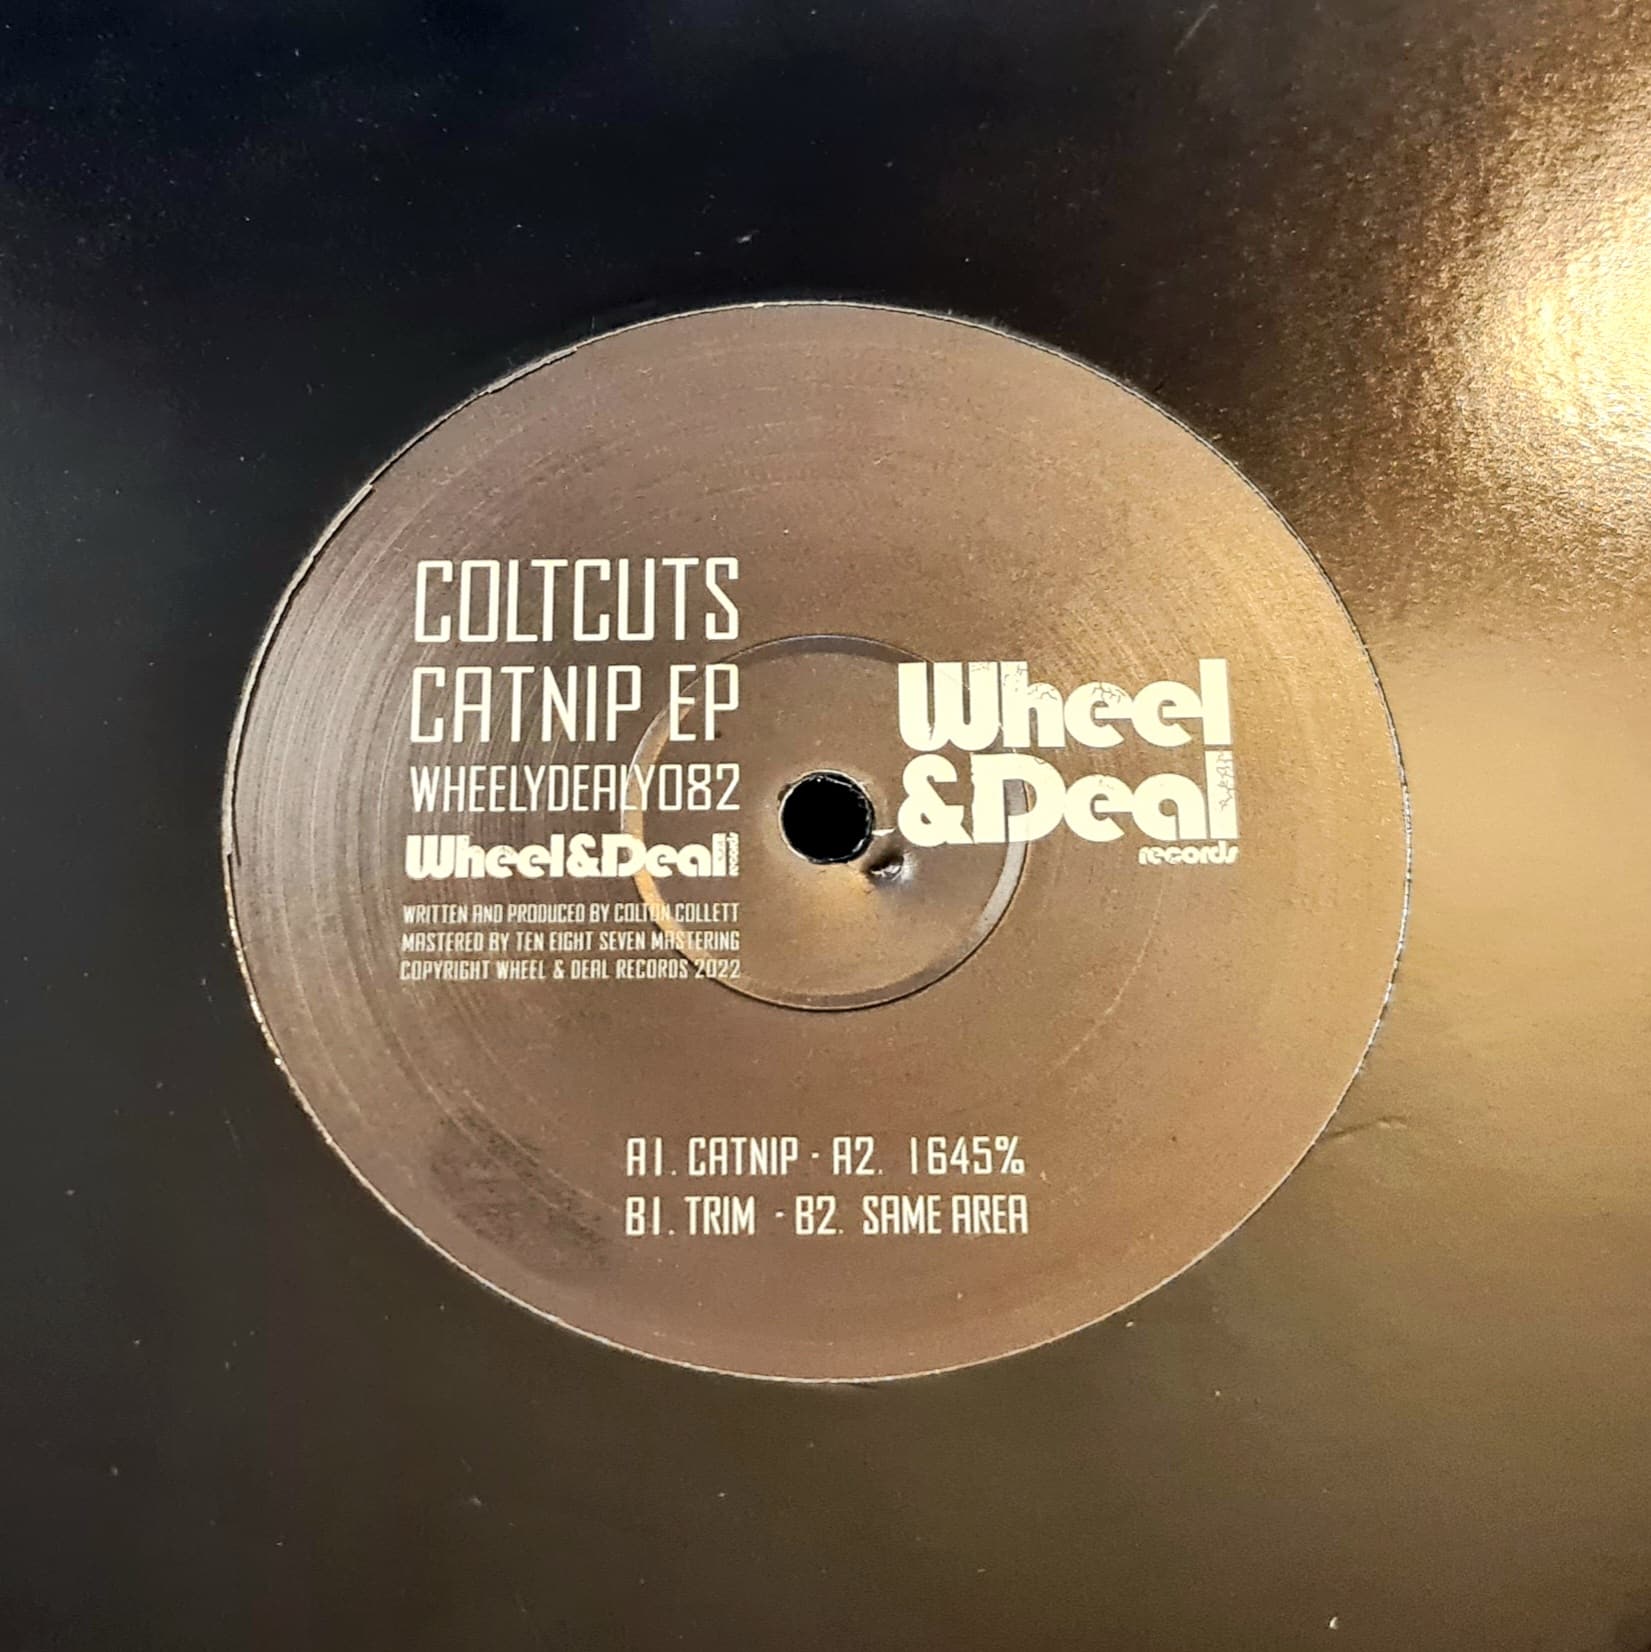 COLTCUTS
CATNIP EP
WHEELYDEALY082
Wheel&Deal
records
WRITTEN AND PRODUCED BY COLTON COLLETT
MASTERED BY TEN EIGHT SEVEN MASTERING
COPYRIGHT WHEEL & DEAL RECORDS 2022
Wheel
&Deal
records
A1. CATNIP - A2. 1645%
B1. TRIM - B2. SAME AREA